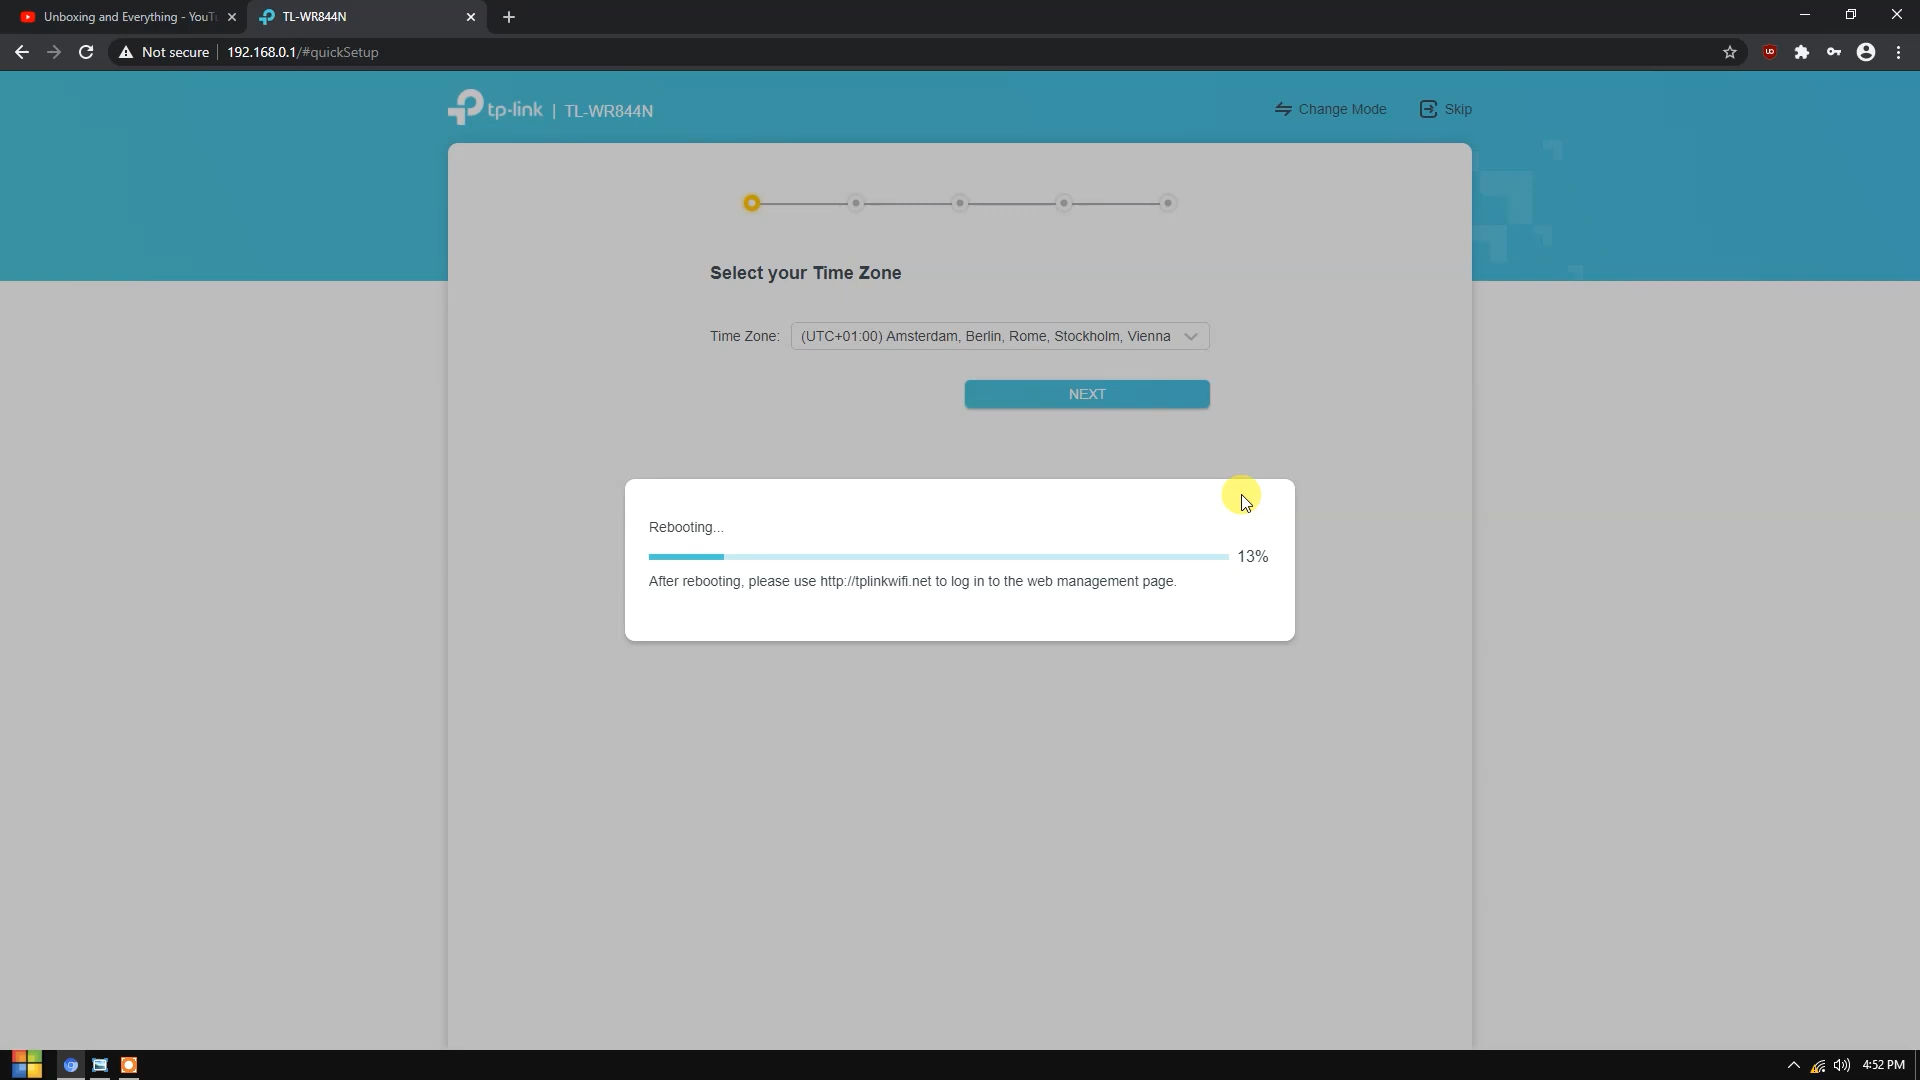 Unboxing and Everything - YouT
TL-WR844N
Not secure
192.168.0.1/#quickSetup
tp-link | TL-WR844N
Change Mode
Skip
Select your Time Zone
Time Zone: (UTC+01:00) Amsterdam, Berlin, Rome, Stockholm, Vienna
NEXT
Rebooting...
13%
After rebooting, please use http://tplinkwifi.net to log in to the web management page.
4:52 PM